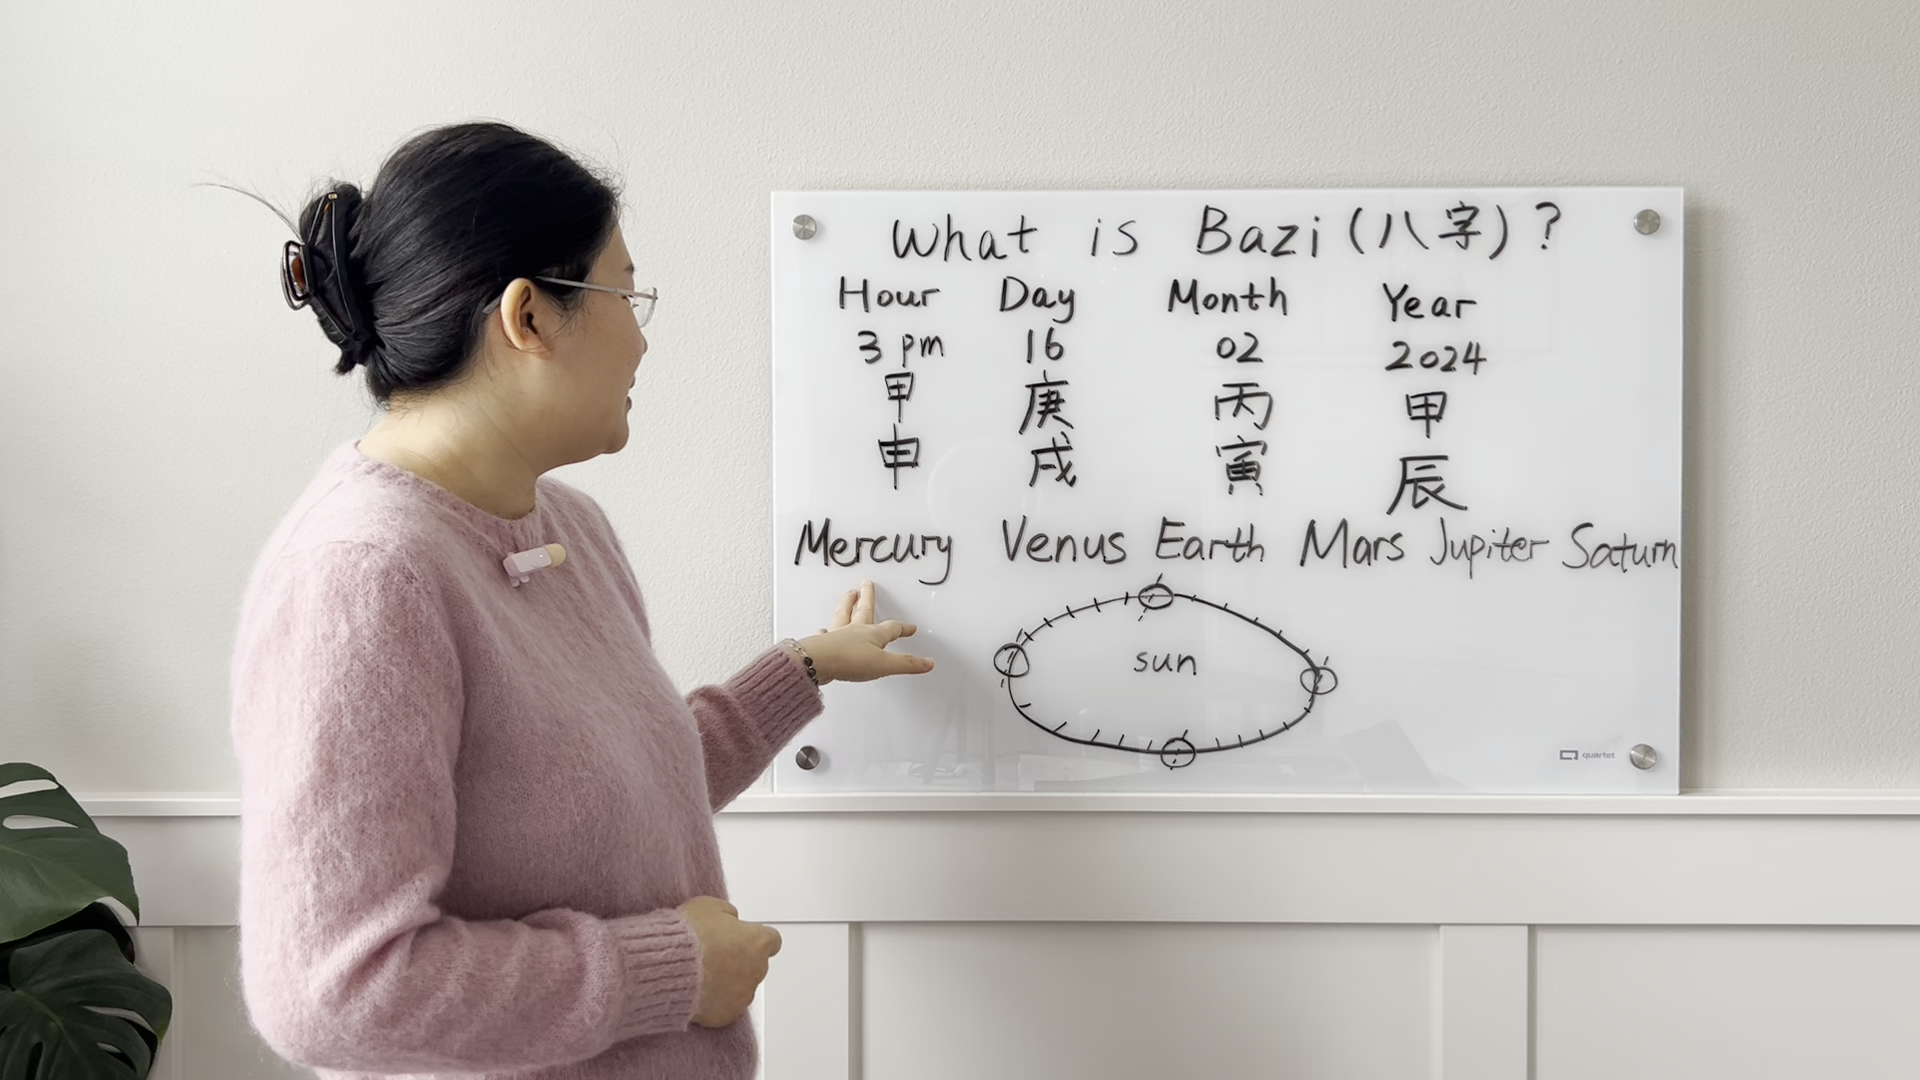 What is Bazi (八字) ?
Hour Day Month Year
3 pm 16 02 2024
甲 庚 丙 甲
申 戌 寅 辰
Mercury Venus Earth Mars Jupiter Saturn
sun
quartet